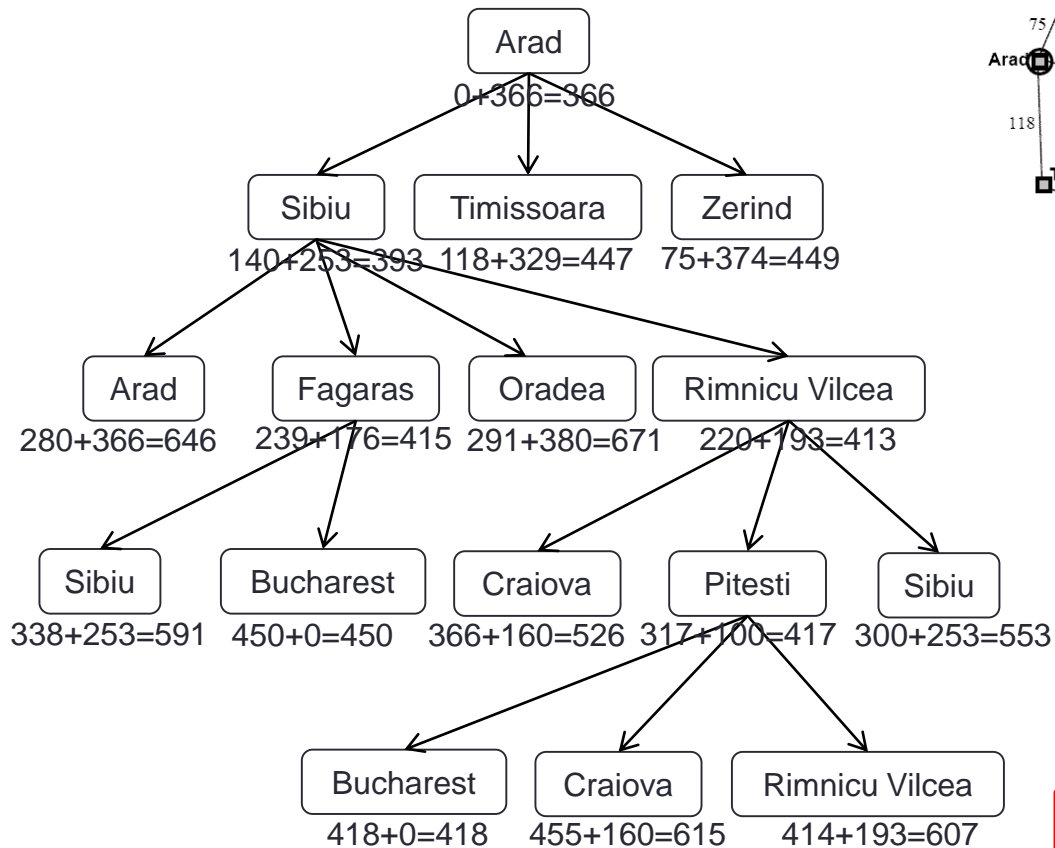 Arad
0+366=366
75
Arad
118
Sibiu
Timissoara
Zerind
140+253=393
118+329=447
75+374=449
Arad
Fagaras
Oradea
Rimnicu Vilcea
280+366=646
239+176=415
291+380=671
220+193=413
Sibiu
Bucharest
Craiova
Pitesti
Sibiu
338+253=591
450+0=450
366+160=526
317+100=417
300+253=553
Bucharest
Craiova
Rimnicu Vilcea
418+0=418
455+160=615
414+193=607